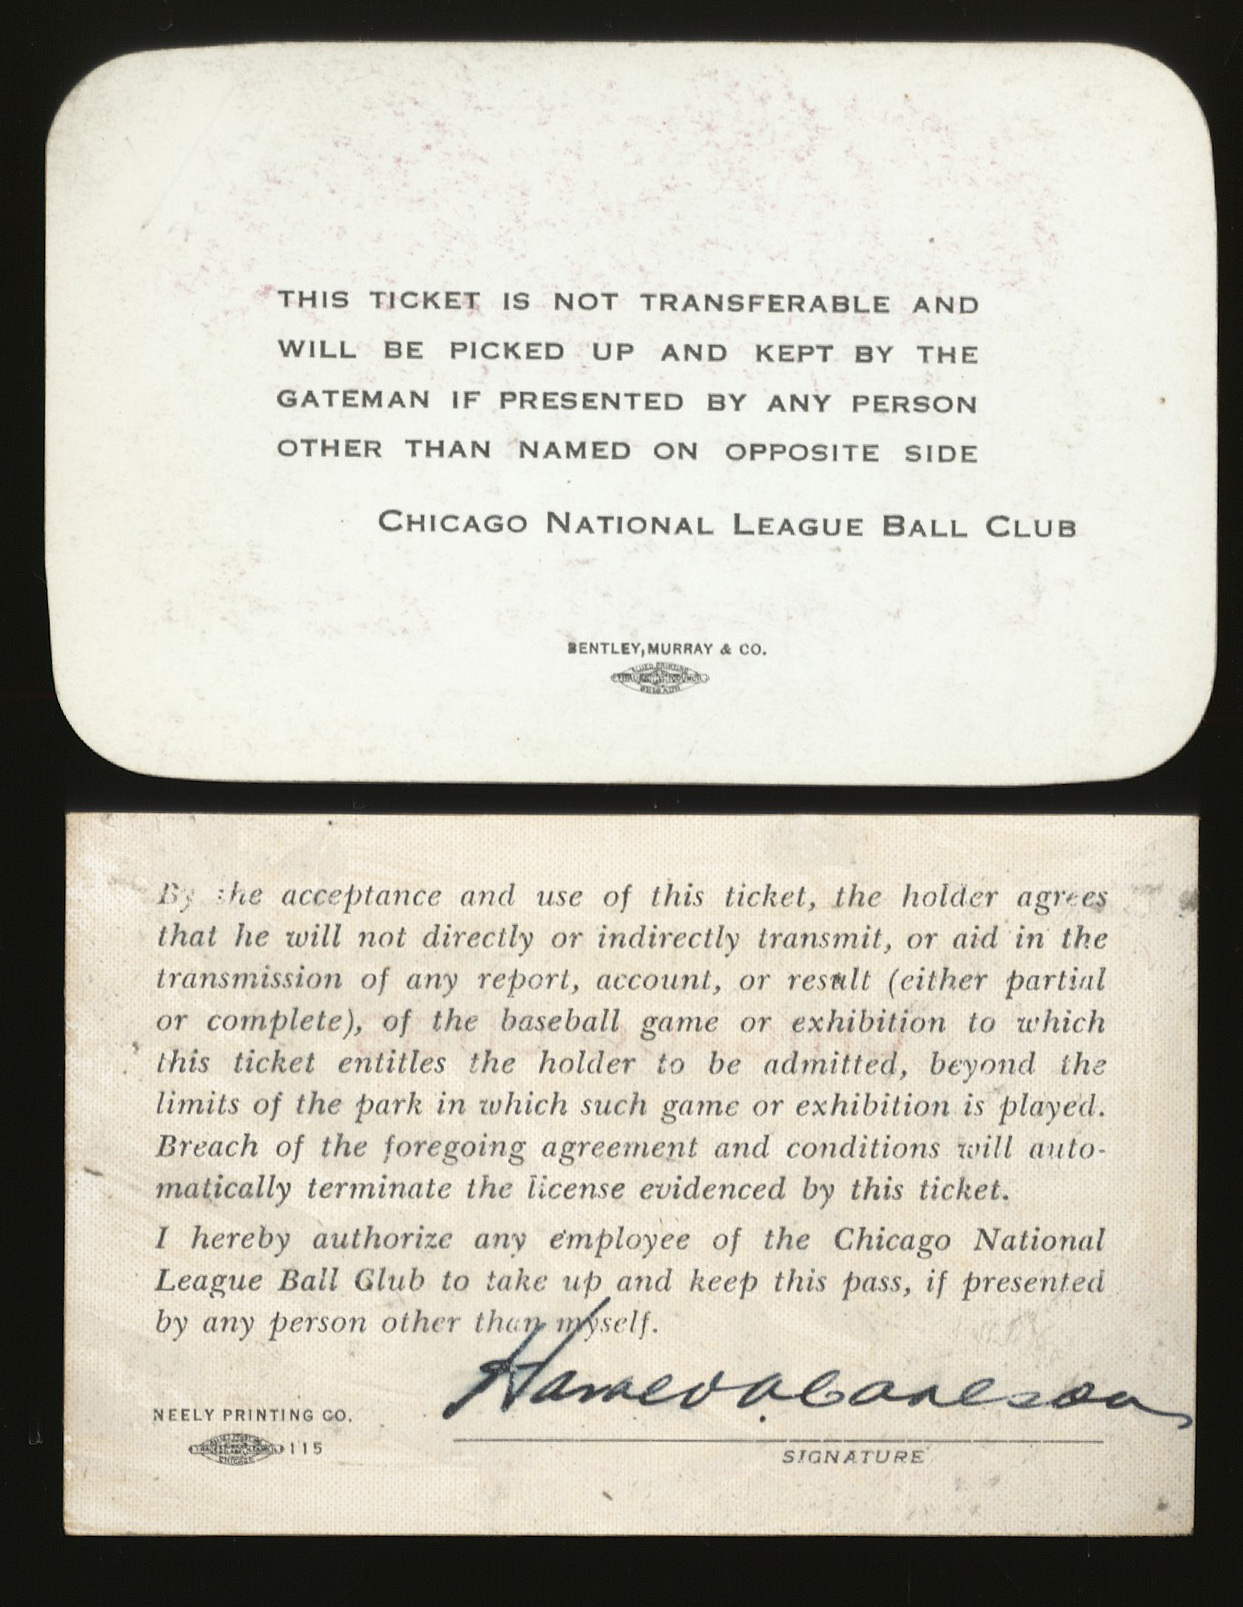 THIS TICKET IS NOT TRANSFERABLE AND
WILL BE PICKED UP AND KEPT BY THE
GATEMAN IF PRESENTED BY ANY PERSON
OTHER THAN NAMED ON OPPOSITE SIDE
CHICAGO NATIONAL LEAGUE BALL CLUB
BENTLEY, MURRAY & CO.
By the acceptance and use of this ticket, the holder agrees
that he will not directly or indirectly transmit, or aid in the
transmission of any report, account, or result (either partial
or complete), of the baseball game or exhibition to which
this ticket entitles the holder to be admitted, beyond the
limits of the park in which such game or exhibition is played.
Breach of the foregoing agreement and conditions will auto-
matically terminate the license evidenced by this ticket.
I hereby authorize any employee of the Chicago National
League Ball Club to take up and keep this pass, if presented
by any person other than myself.
NEELY PRINTING CO.
115
SIGNATURE